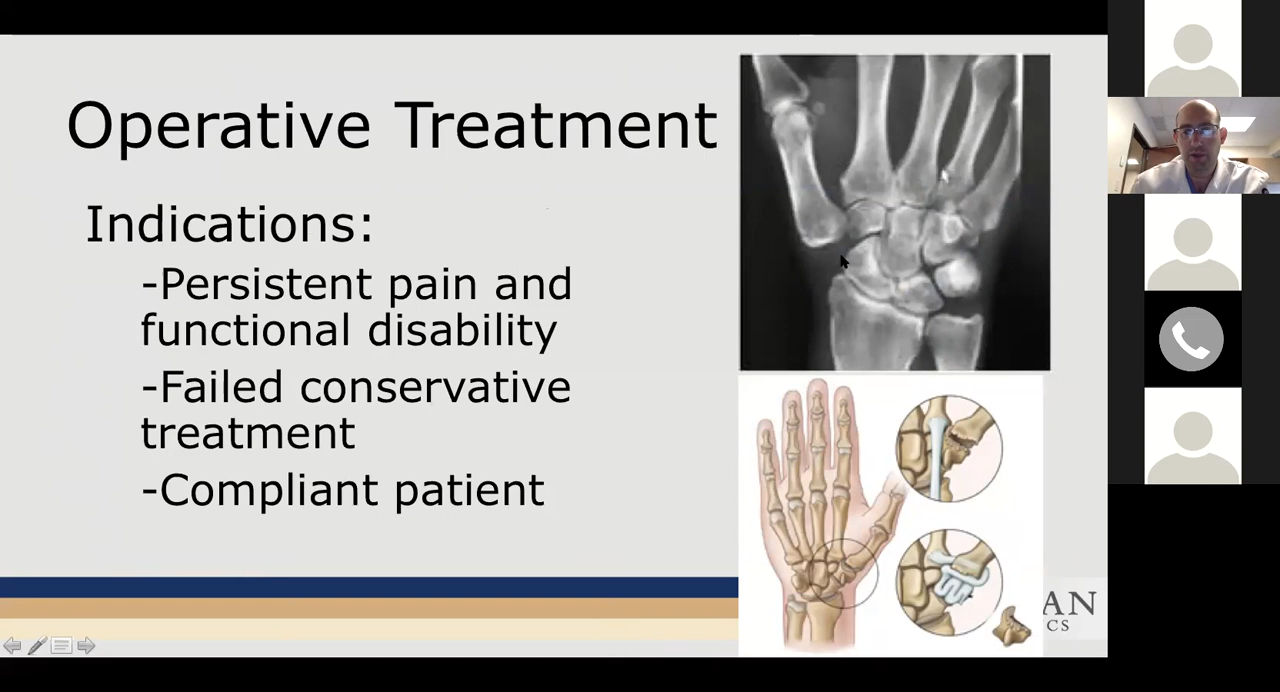 Operative Treatment
Indications:
-Persistent pain and
functional disability
-Failed conservative
treatment
-Compliant patient
AN
CS